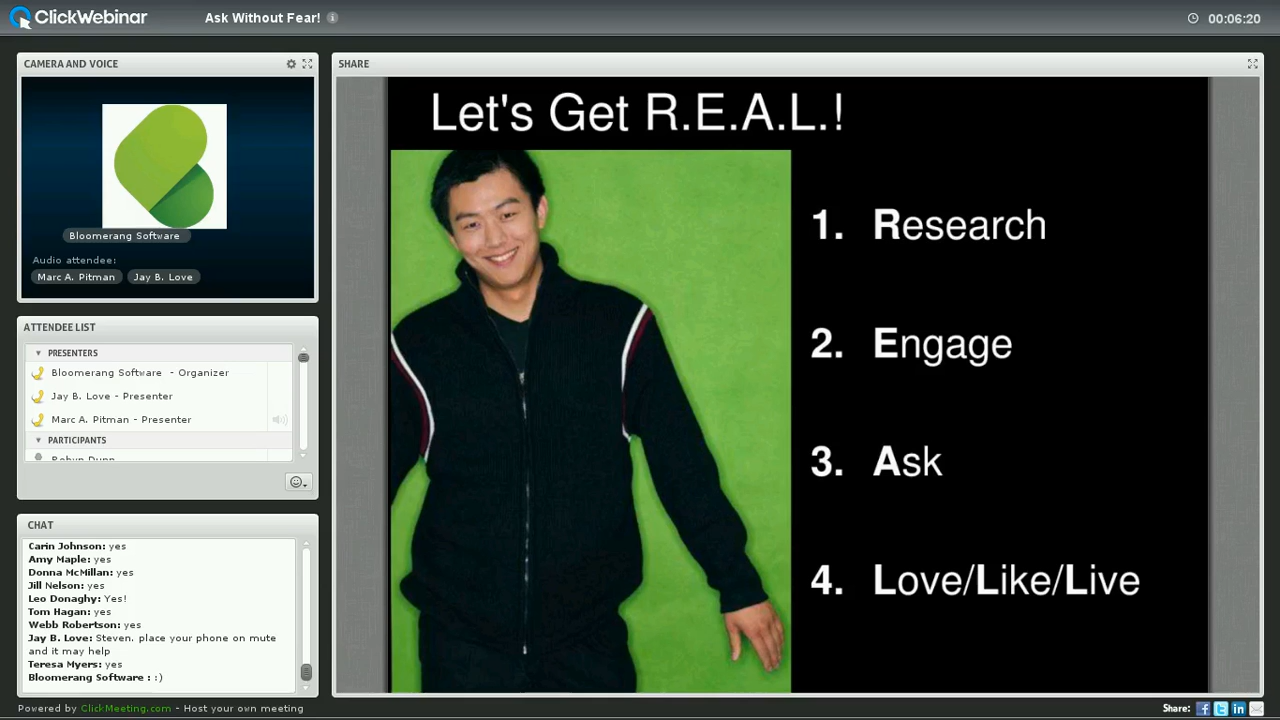 ClickWebinar
Ask Without Fear!
00:06:20
CAMERA AND VOICE
Bloomerang Software
Audio attendee:
Marc A. Pitman Jay B. Love
ATTENDEE LIST
PRESENTERS
Bloomerang Software - Organizer
Jay B. Love - Presenter
Marc A. Pitman - Presenter
PARTICIPANTS
CHAT
Carin Johnson: yes
Amy Maple: yes
Donna McMillan: yes
Jill Nelson: yes
Leo Donaghy: Yes!
Tom Hagan: yes
Webb Robertson: yes
Jay B. Love: Steven. place your phone on mute
and it may help
Teresa Myers: yes
Bloomerang Software : :)
SHARE
Let's Get R.E.A.L.!
1. Research
2. Engage
3. Ask
4. Love/Like/Live
Powered by ClickMeeting.com - Host your own meeting
Share: